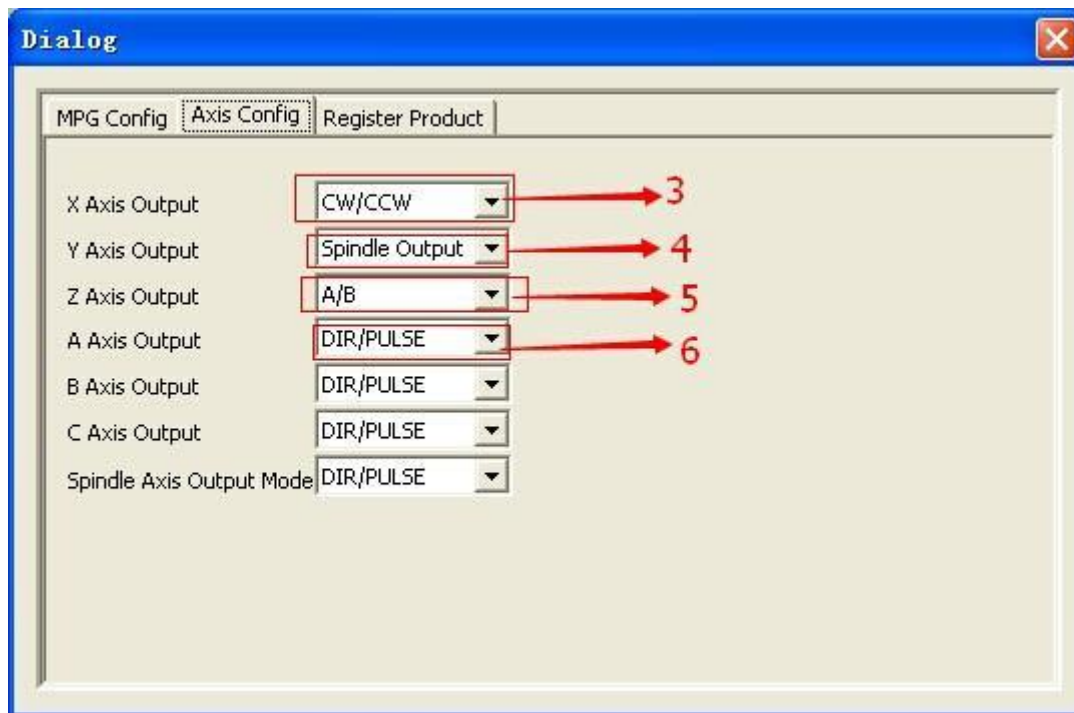 Dialog
MPG Config Axis Config Register Product
X Axis Output CW/CCW 3
Y Axis Output Spindle Output 4
Z Axis Output A/B 5
A Axis Output DIR/PULSE 6
B Axis Output DIR/PULSE
C Axis Output DIR/PULSE
Spindle Axis Output Mode DIR/PULSE